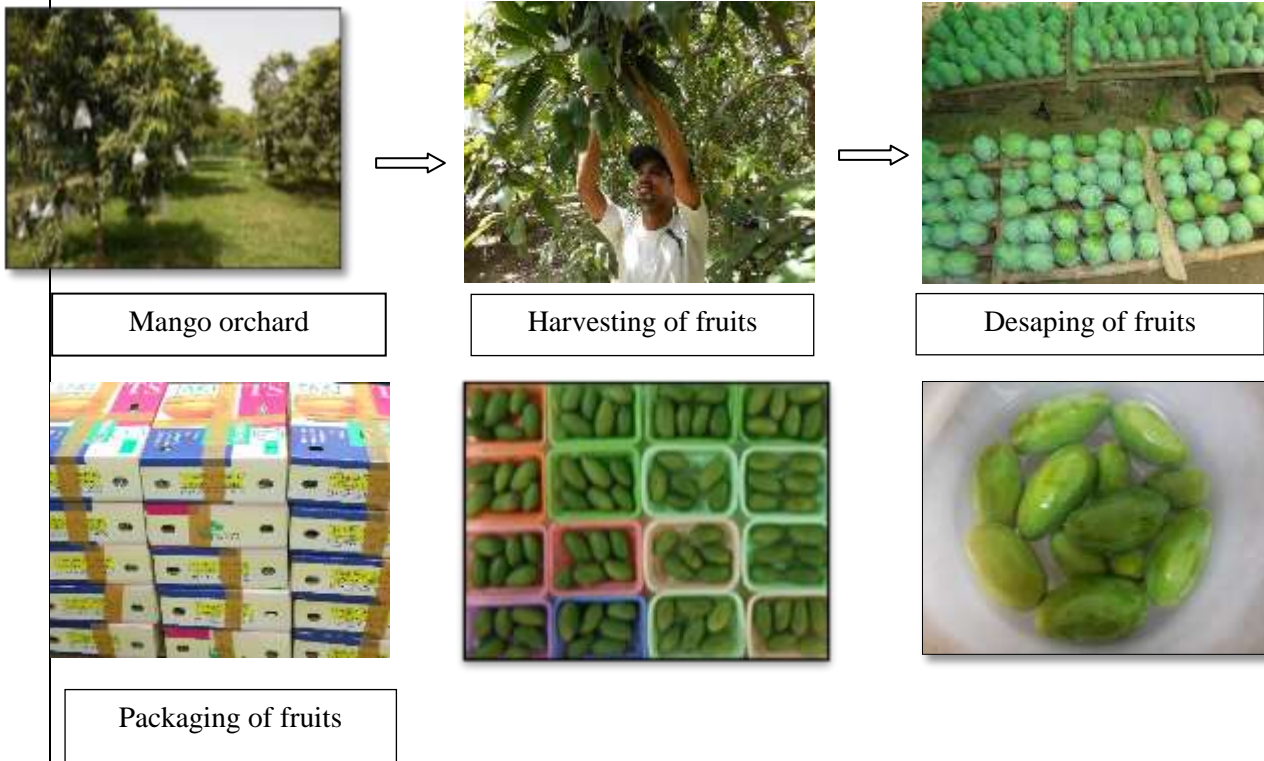 Mango orchard
Harvesting of fruits
Desaping of fruits
Packaging of fruits